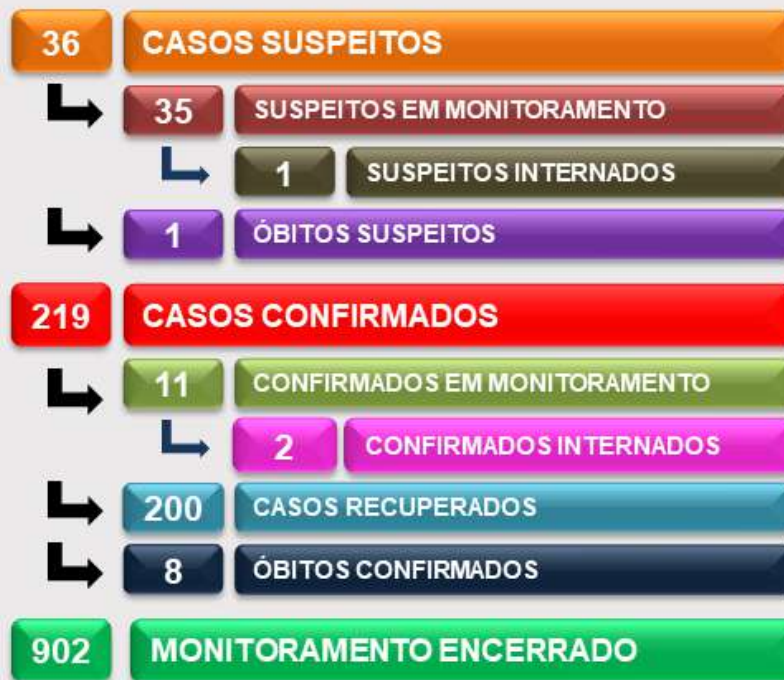 36 CASOS SUSPEITOS
35 SUSPEITOS EM MONITORAMENTO
1 SUSPEITOS INTERNADOS
1 ÓBITOS SUSPEITOS
219 CASOS CONFIRMADOS
11 CONFIRMADOS EM MONITORAMENTO
2 CONFIRMADOS INTERNADOS
200 CASOS RECUPERADOS
8 ÓBITOS CONFIRMADOS
902 MONITORAMENTO ENCERRADO